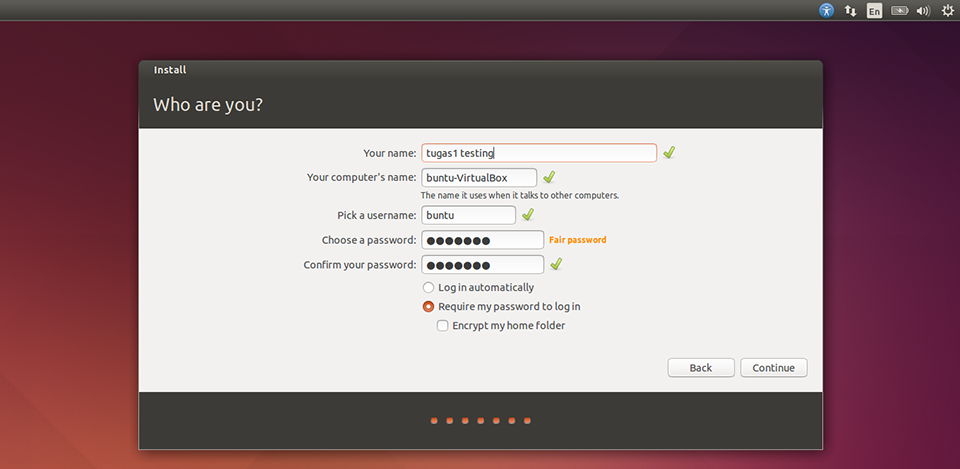 En
Install
Who are you?
Your name: tugas1 testing
Your computer's name: buntu-VirtualBox
The name it uses when it talks to other computers.
Pick a username: buntu
Choose a password: ●●●●●●● Fair password
Confirm your password: ●●●●●●●
Log in automatically
Require my password to log in
Encrypt my home folder
Back Continue